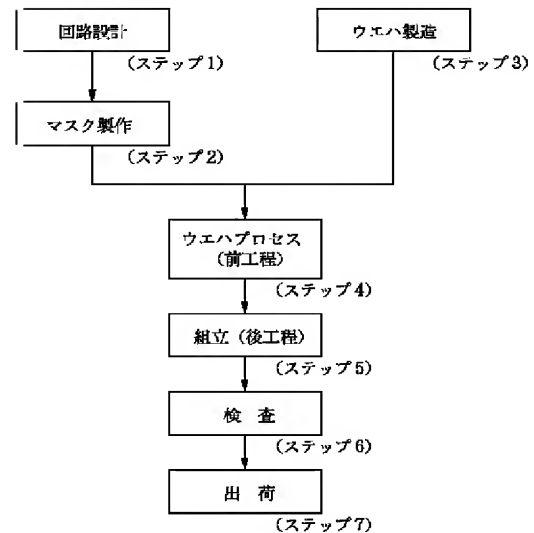 回路設計
(ステップ1)
ウエハ製造
(ステップ3)
マスク製作
(ステップ2)
ウエハプロセス
(前工程)
(ステップ4)
組立(後工程)
(ステップ5)
検 査
(ステップ6)
出 荷
(ステップ7)